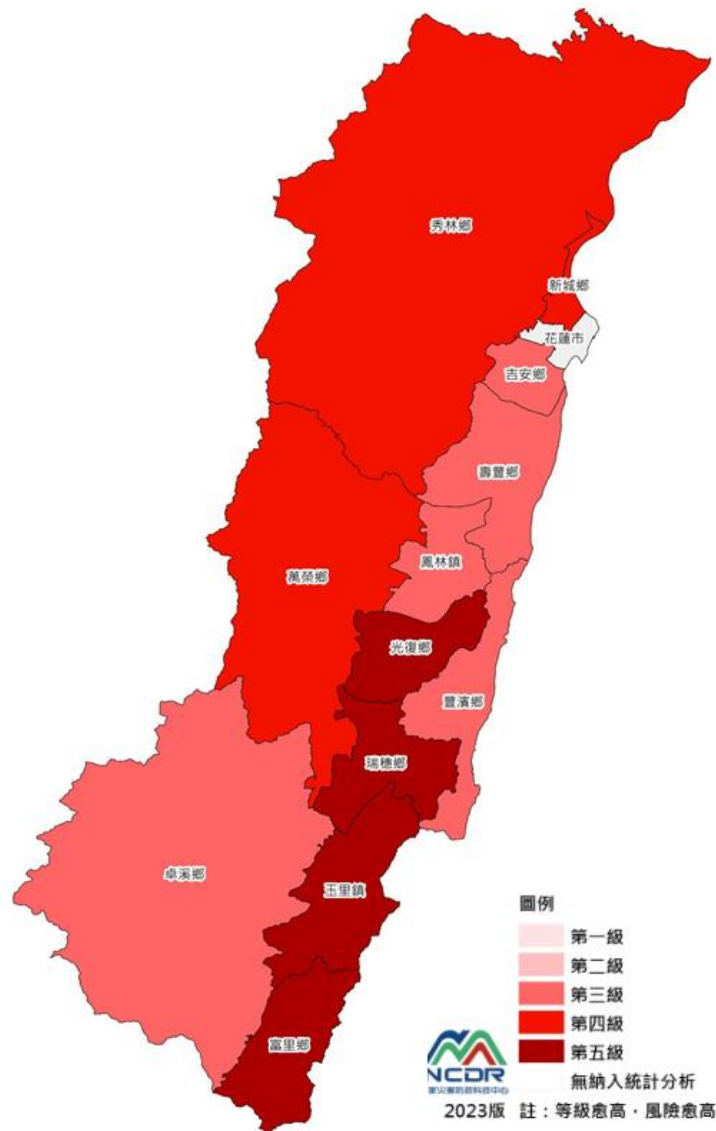 秀林鄉
新城鄉
花蓮市
吉安鄉
壽豐鄉
鳳林鎮
萬榮鄉
光復鄉
豐濱鄉
瑞穗鄉
卓溪鄉
玉里鎮
富里鄉
圖例
第一級
第二級
第三級
第四級
第五級
無納入統計分析
NCDR
2023版 註：等級愈高，風險愈高